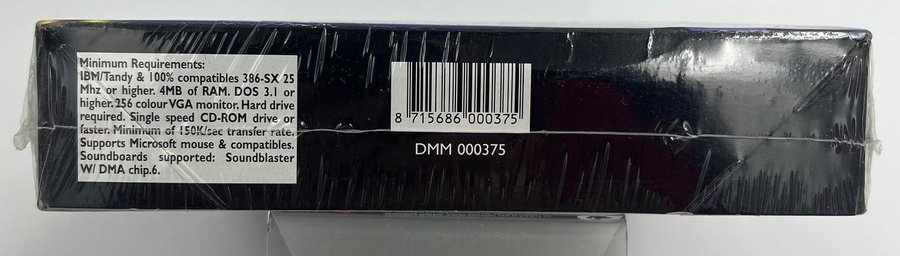 Minimum Requirements:
IBM/Tandy & 100% compatibles 386-SX 25
Mhz or higher. 4MB of RAM. DOS 3.1 or
higher. 256 colour VGA monitor. Hard drive
required. Single speed CD-ROM drive or
faster. Minimum of 150K/sec transfer rate.
Supports Microsoft mouse & compatibles.
Soundboards supported: Soundblaster
W/ DMA chip.6.
8 715686 000375
DMM 000375